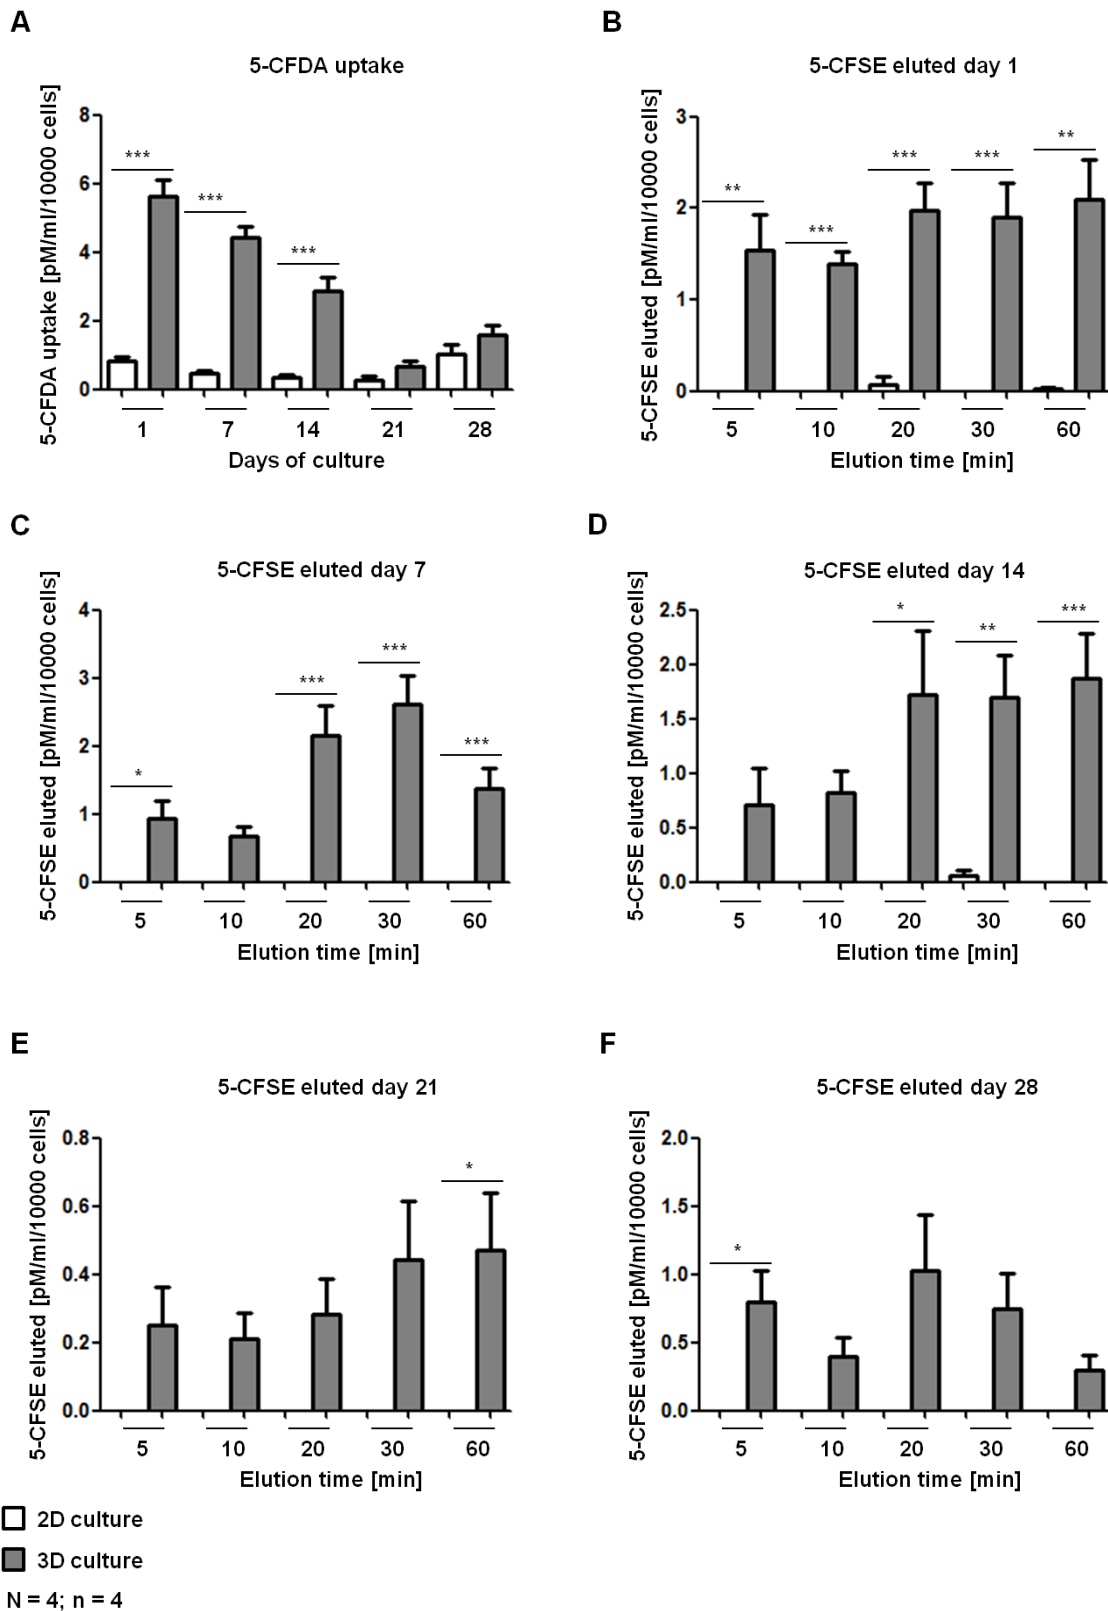 A
5-CFDA uptake
5-CFDA uptake [pM/ml/10000 cells]
8
6
4
2
0
***
***
***
1 7 14 21 28
Days of culture
B
5-CFSE eluted day 1
5-CFSE eluted [pM/ml/10000 cells]
3
2
1
0
**
***
***
***
**
5 10 20 30 60
Elution time [min]
C
5-CFSE eluted day 7
5-CFSE eluted [pM/ml/10000 cells]
4
3
2
1
0
*
***
***
***
5 10 20 30 60
Elution time [min]
D
5-CFSE eluted day 14
5-CFSE eluted [pM/ml/10000 cells]
2.5
2.0
1.5
1.0
0.5
0.0
*
**
***
5 10 20 30 60
Elution time [min]
E
5-CFSE eluted day 21
5-CFSE eluted [pM/ml/10000 cells]
0.8
0.6
0.4
0.2
0.0
*
5 10 20 30 60
Elution time [min]
F
5-CFSE eluted day 28
5-CFSE eluted [pM/ml/10000 cells]
2.0
1.5
1.0
0.5
0.0
*
5 10 20 30 60
Elution time [min]
2D culture
3D culture
N = 4; n = 4